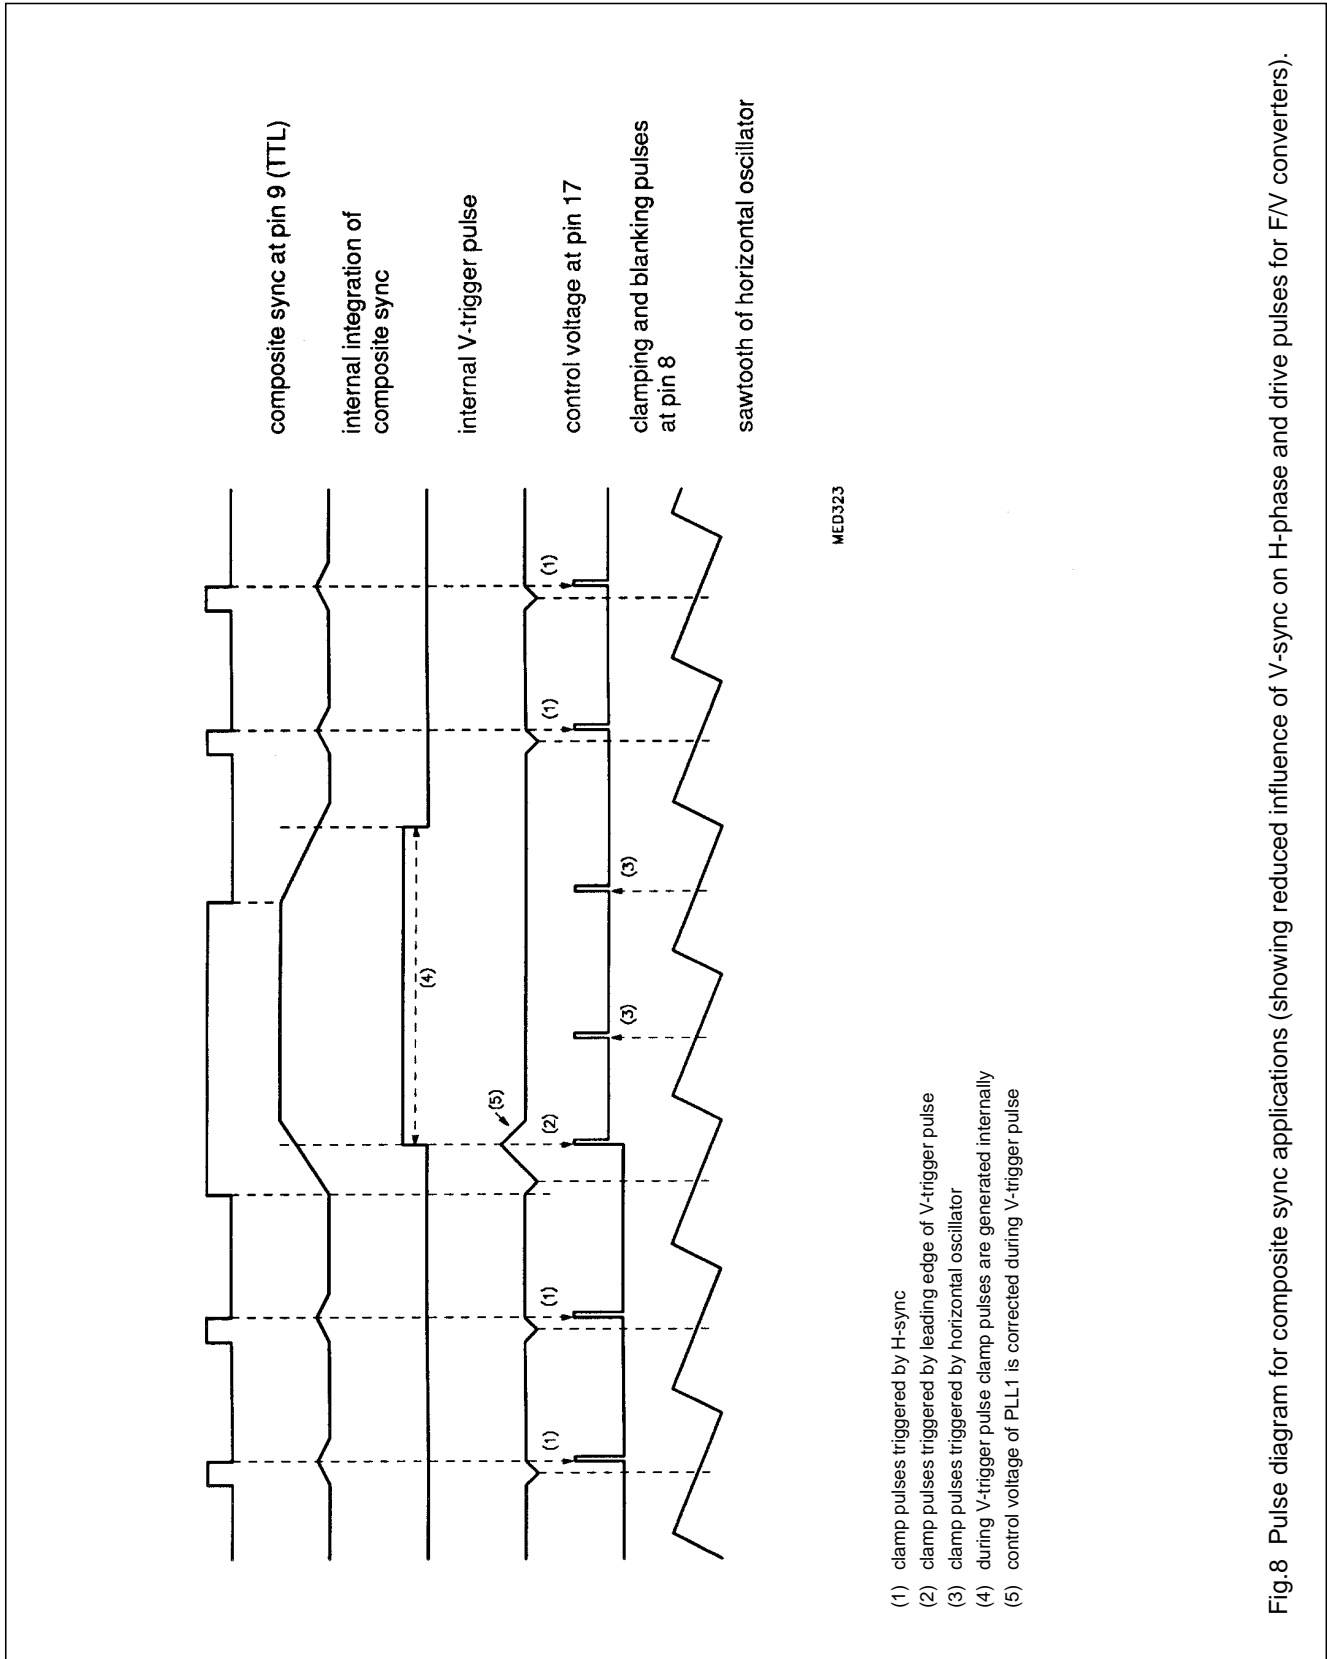 composite sync at pin 9 (TTL)
internal integration of
composite sync
internal V-trigger pulse
control voltage at pin 17
clamping and blanking pulses
at pin 8
sawtooth of horizontal oscillator
(1)
(1)
(5)
(2)
(4)
(3)
(3)
(1)
(1)
MED323
(1) clamp pulses triggered by H-sync
(2) clamp pulses triggered by leading edge of V-trigger pulse
(3) clamp pulses triggered by horizontal oscillator
(4) during V-trigger pulse clamp pulses are generated internally
(5) control voltage of PLL1 is corrected during V-trigger pulse
Fig.8 Pulse diagram for composite sync applications (showing reduced influence of V-sync on H-phase and drive pulses for F/V converters).